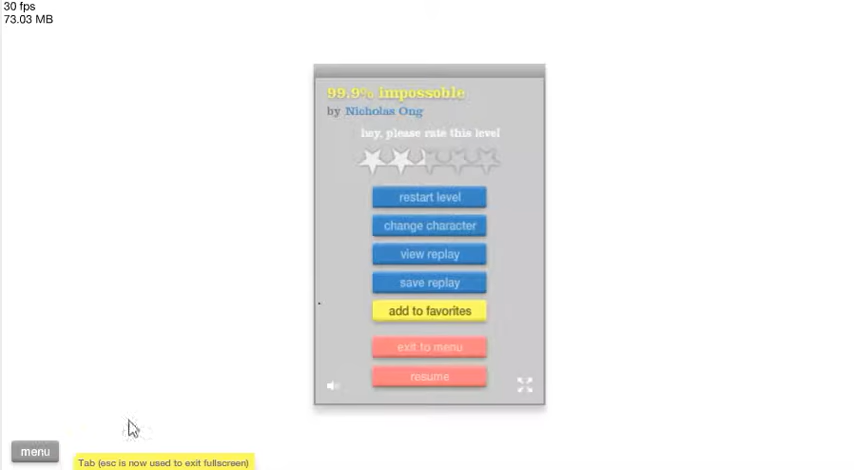 30 fps
73.03 MB
99.9% impossoble
by Nicholas Ong
hay, please rate this level
restart level
change character
view replay
save replay
add to favorites
exit to menu
resume
menu
Tab (esc is now used to exit fullscreen)